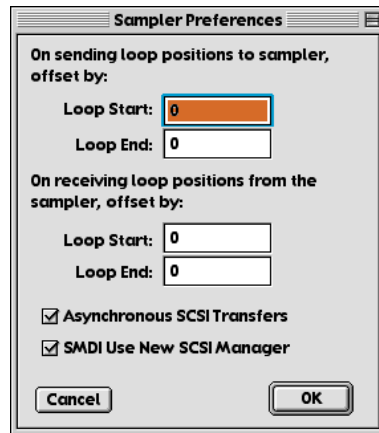 Sampler Preferences
On sending loop positions to sampler,
offset by:
Loop Start: 0
Loop End: 0
On receiving loop positions from the
sampler, offset by:
Loop Start: 0
Loop End: 0
Asynchronous SCSI Transfers
SMDI Use New SCSI Manager
Cancel OK